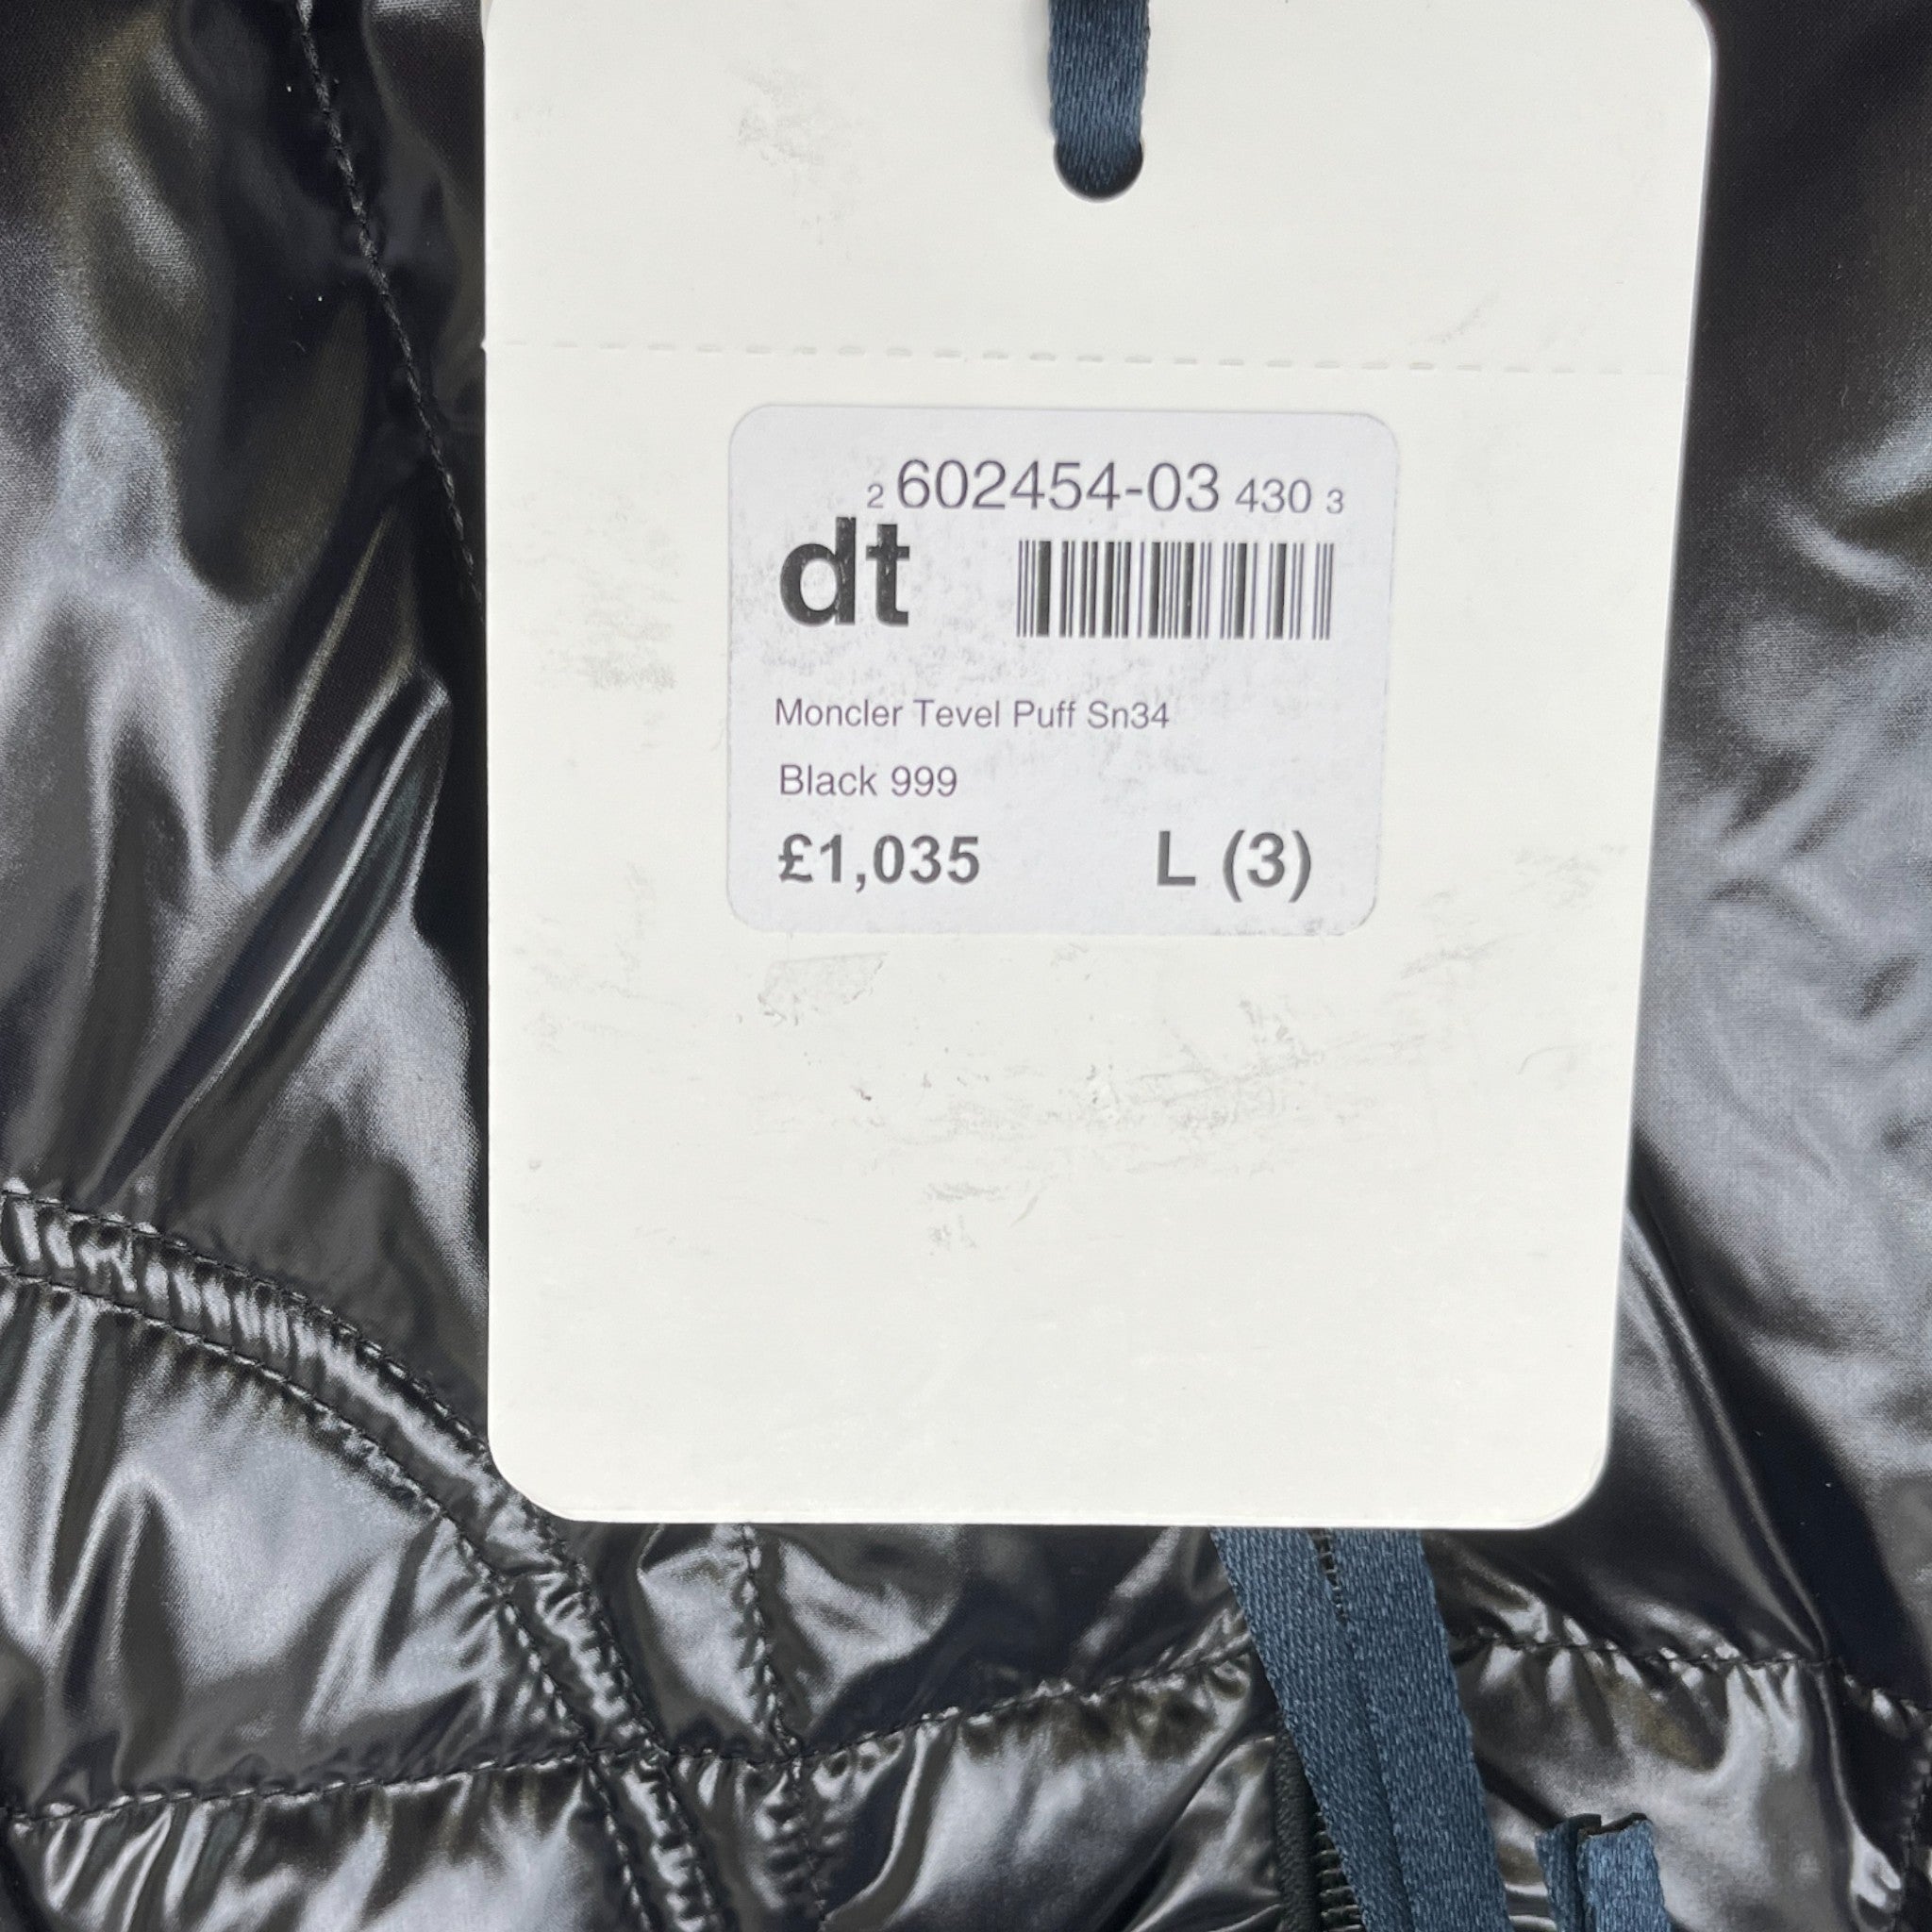 2 602454-03 430 3
dt
Moncler Tevel Puff Sn34
Black 999
£1,035 L (3)